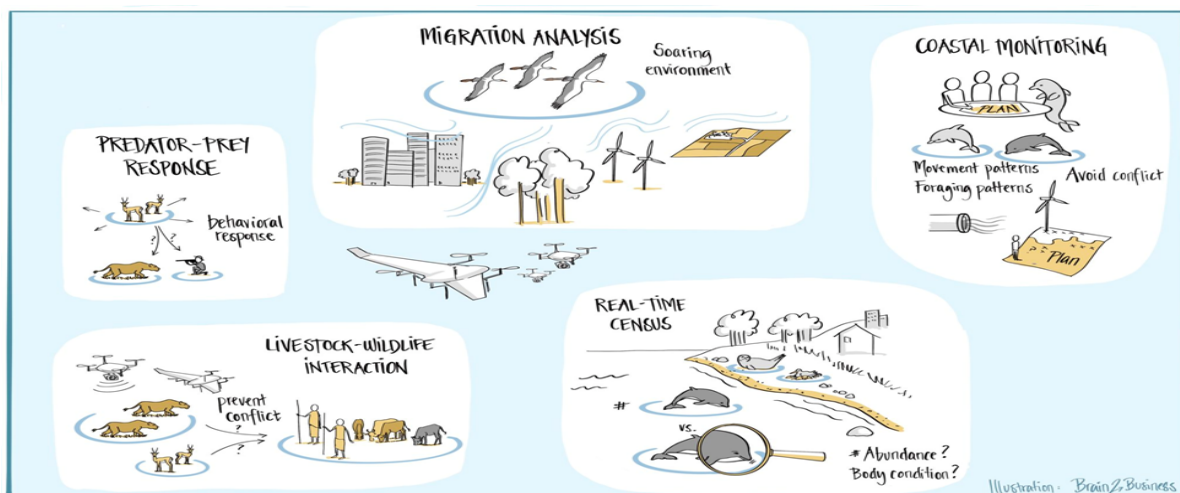 MIGRATION ANALYSIS
Soaring
environment
COASTAL MONITORING
PLAN
Movement patterns
Foraging patterns
Avoid conflict
Plan
PREDATOR-PREY
RESPONSE
behavioral
response
?
?
LIVESTOCK-WILDLIFE
INTERACTION
prevent
conflict
?
?
REAL-TIME
CENSUS
#
VS.
# Abundance?
Body condition?
Illustration: Brain2Business